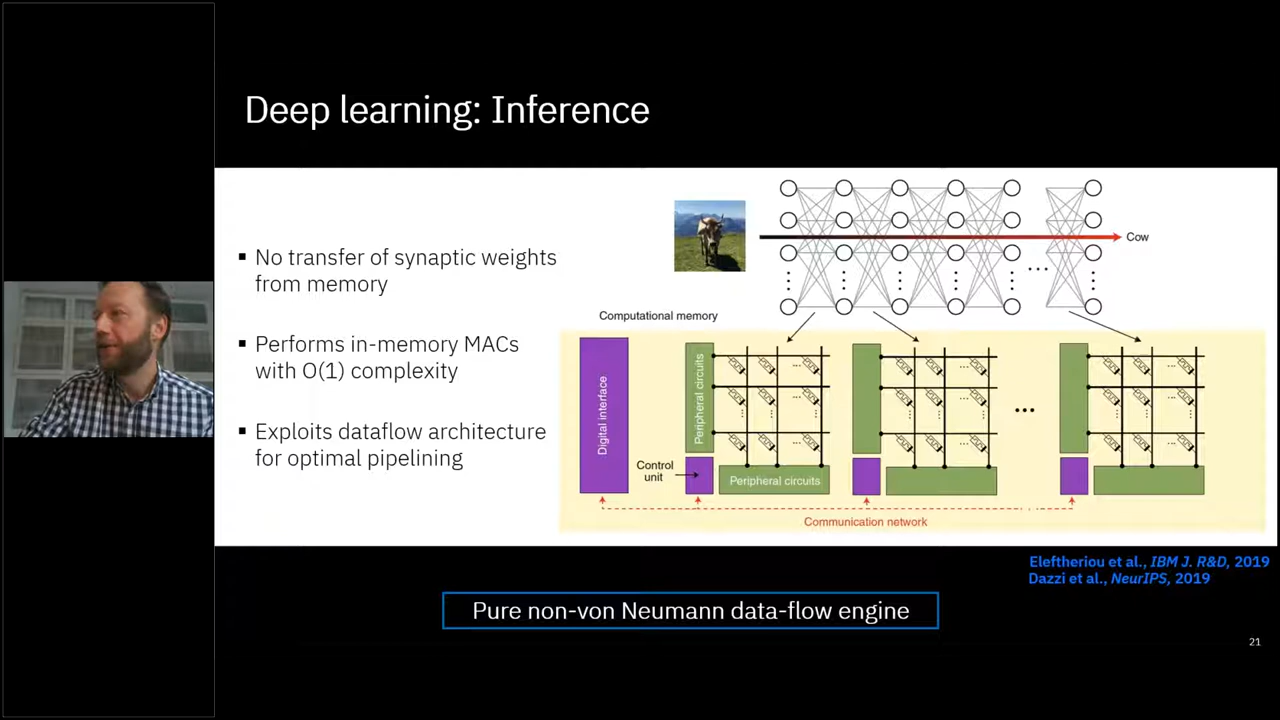 Deep learning: Inference
▪ No transfer of synaptic weights
from memory
▪ Performs in-memory MACs
with O(1) complexity
▪ Exploits dataflow architecture
for optimal pipelining
Cow
Computational memory
Digital interface
Peripheral circuits
Control
unit
Peripheral circuits
Communication network
Eleftheriou et al., IBM J. R&D, 2019
Dazzi et al., NeurIPS, 2019
Pure non-von Neumann data-flow engine
21